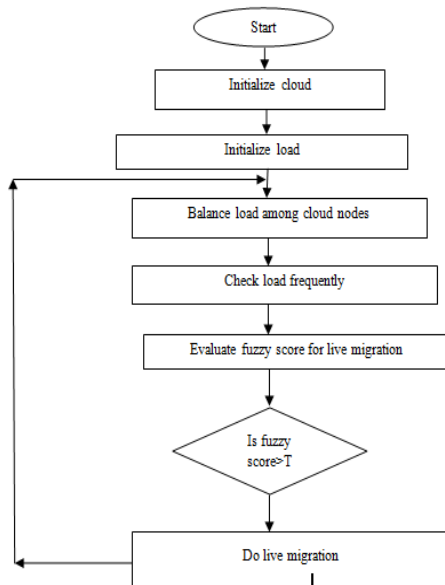 Start
Initialize cloud
Initialize load
Balance load among cloud nodes
Check load frequently
Evaluate fuzzy score for live migration
Is fuzzy
score>T
Do live migration